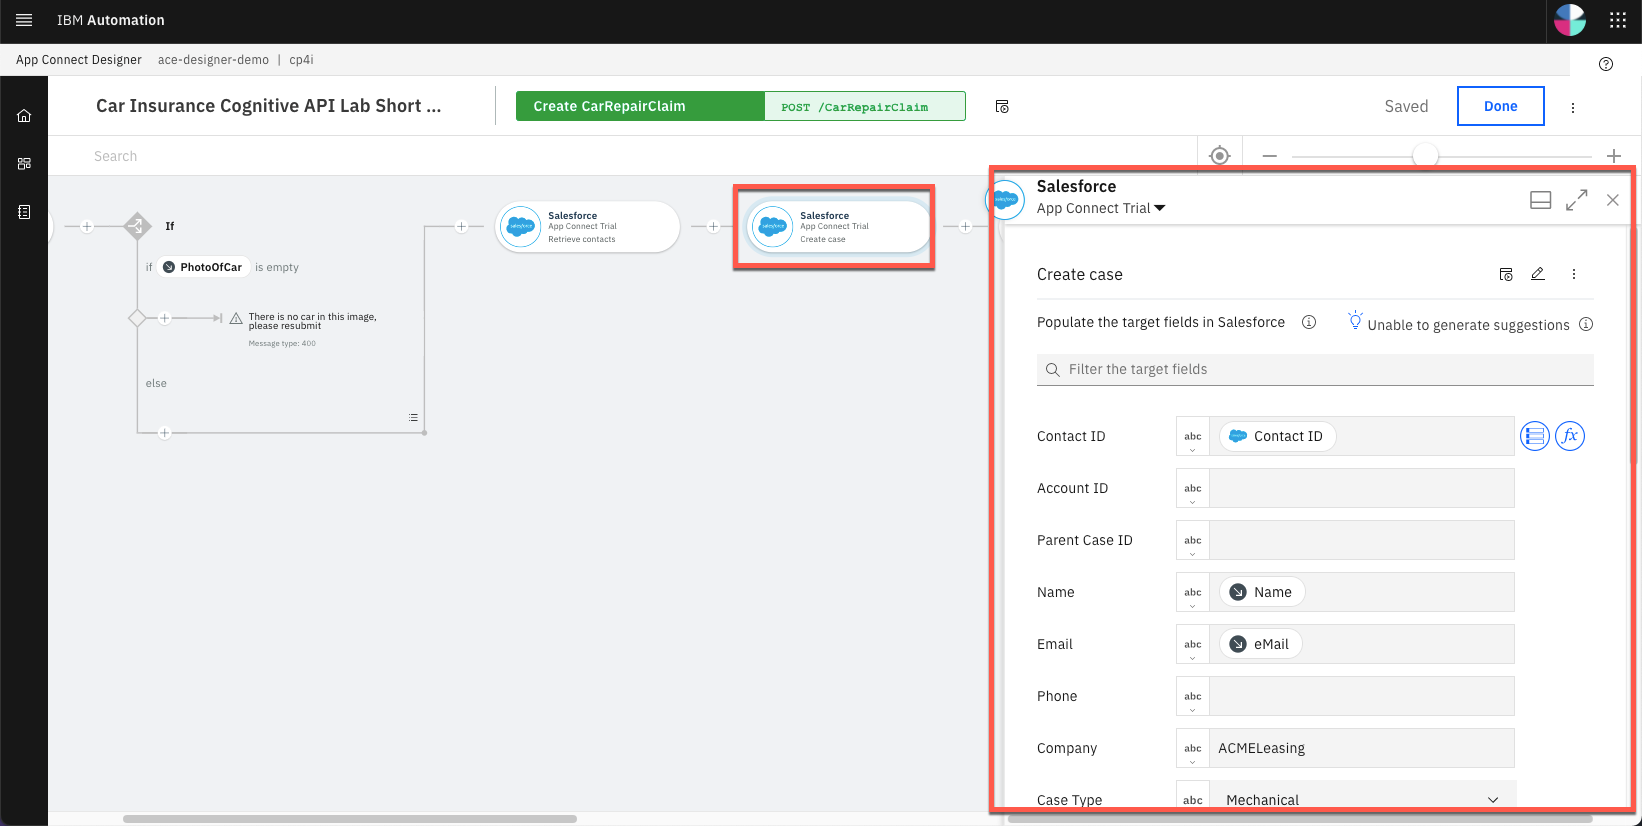 IBM Automation
App Connect Designer ace-designer-demo | cp4i
Car Insurance Cognitive API Lab Short ...
Create CarRepairClaim
POST /CarRepairClaim
Saved
Done
Search
If
if PhotoOfCar is empty
There is no car in this image,
please resubmit
Message type: 400
else
salesforce
Salesforce
App Connect Trial
Retrieve contacts
salesforce
Salesforce
App Connect Trial
Create case
salesforce
Salesforce
App Connect Trial
Create case
Populate the target fields in Salesforce
Unable to generate suggestions
Filter the target fields
Contact ID abc Contact ID fx
Account ID abc
Parent Case ID abc
Name abc Name
Email abc eMail
Phone abc
Company abc ACMELeasing
Case Type abc Mechanical